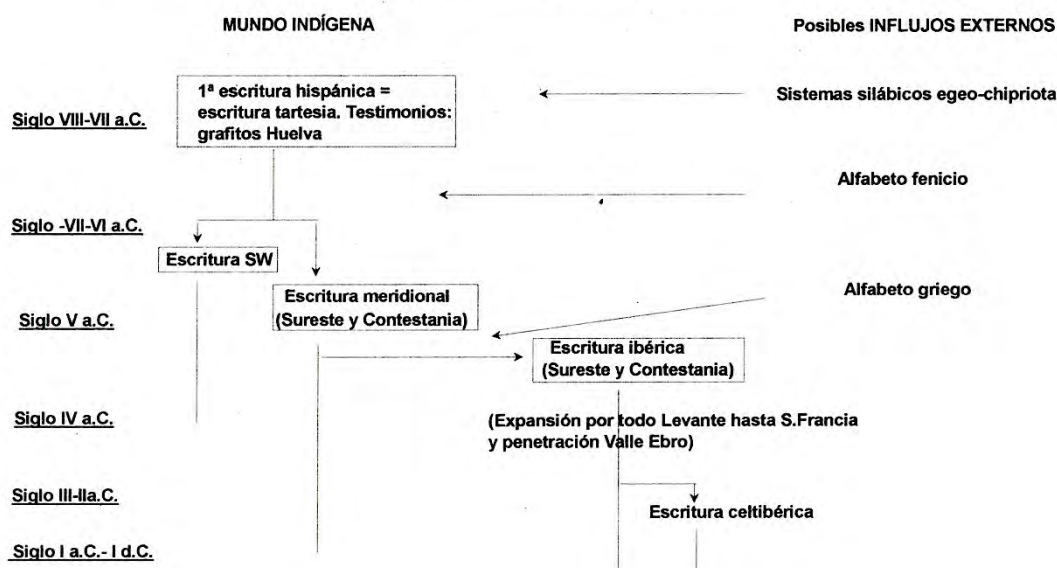 MUNDO INDÍGENA
Posibles INFLUJOS EXTERNOS
1ª escritura hispánica =
escritura tartesia. Testimonios:
grafitos Huelva
Sistemas silábicos egeo-chipriota
Siglo VIII-VII a.C.
Alfabeto fenicio
Siglo -VII-VI a.C.
Escritura SW
Escritura meridional
(Sureste y Contestania)
Alfabeto griego
Siglo V a.C.
Escritura ibérica
(Sureste y Contestania)
Siglo IV a.C.
(Expansión por todo Levante hasta S.Francia
y penetración Valle Ebro)
Siglo III-IIa.C.
Escritura celtibérica
Siglo I a.C.- I d.C.